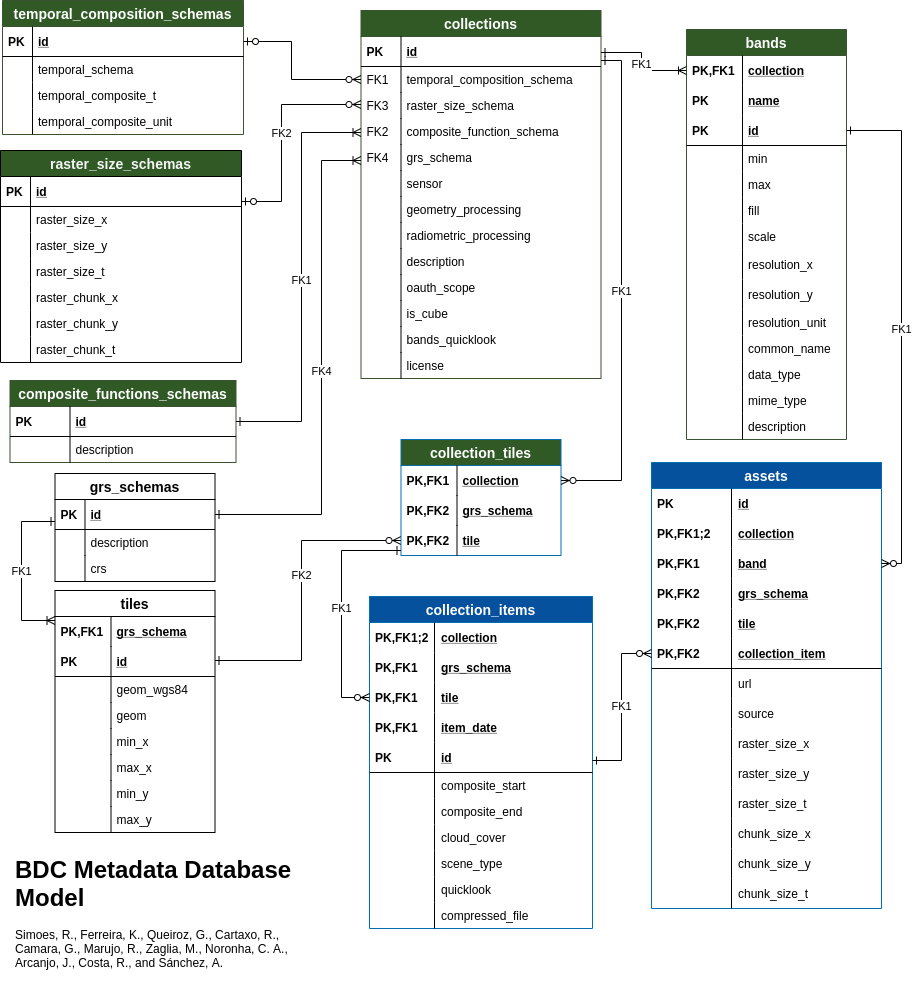 temporal_composition_schemas
PK id
temporal_schema
temporal_composite_t
temporal_composite_unit
raster_size_schemas
PK id
raster_size_x
raster_size_y
raster_size_t
raster_chunk_x
raster_chunk_y
raster_chunk_t
composite_functions_schemas
PK id
description
grs_schemas
PK id
description
crs
tiles
PK,FK1 grs_schema
PK id
geom_wgs84
geom
min_x
max_x
min_y
max_y
collections
PK id
FK1 temporal_composition_schema
FK3 raster_size_schema
FK2 composite_function_schema
FK4 grs_schema
sensor
geometry_processing
radiometric_processing
description
oauth_scope
is_cube
bands_quicklook
license
collection_tiles
PK,FK1 collection
PK,FK2 grs_schema
PK,FK2 tile
collection_items
PK,FK1;2 collection
PK,FK1 grs_schema
PK,FK1 tile
PK,FK1 item_date
PK id
composite_start
composite_end
cloud_cover
scene_type
quicklook
compressed_file
bands
PK,FK1 collection
PK name
PK id
min
max
fill
scale
resolution_x
resolution_y
resolution_unit
common_name
data_type
mime_type
description
assets
PK id
PK,FK1;2 collection
PK,FK1 band
PK,FK2 grs_schema
PK,FK2 tile
PK,FK2 collection_item
url
source
raster_size_x
raster_size_y
raster_size_t
chunk_size_x
chunk_size_y
chunk_size_t
FK2
FK1
FK4
FK1
FK2
FK1
FK1
FK1
FK1
FK1
BDC Metadata Database
Model
Simoes, R., Ferreira, K., Queiroz, G., Cartaxo, R.,
Camara, G., Marujo, R., Zaglia, M., Noronha, C. A.,
Arcanjo, J., Costa, R., and Sánchez, A.